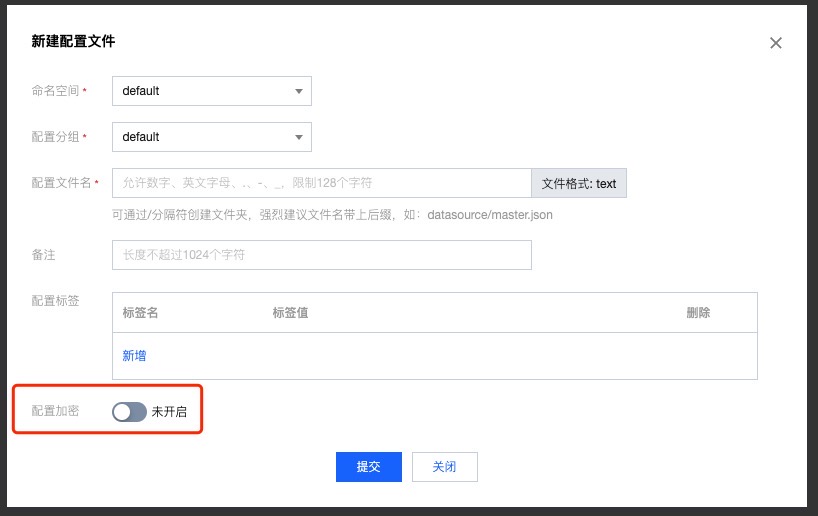 新建配置文件
命名空间 * default
配置分组 * default
配置文件名 * 允许数字、英文字母、.、-、_，限制128个字符 文件格式: text
可通过/分隔符创建文件夹，强烈建议文件名带上后缀，如：datasource/master.json
备注 长度不超过1024个字符
配置标签 标签名 标签值 删除
新增
配置加密 未开启
提交 关闭